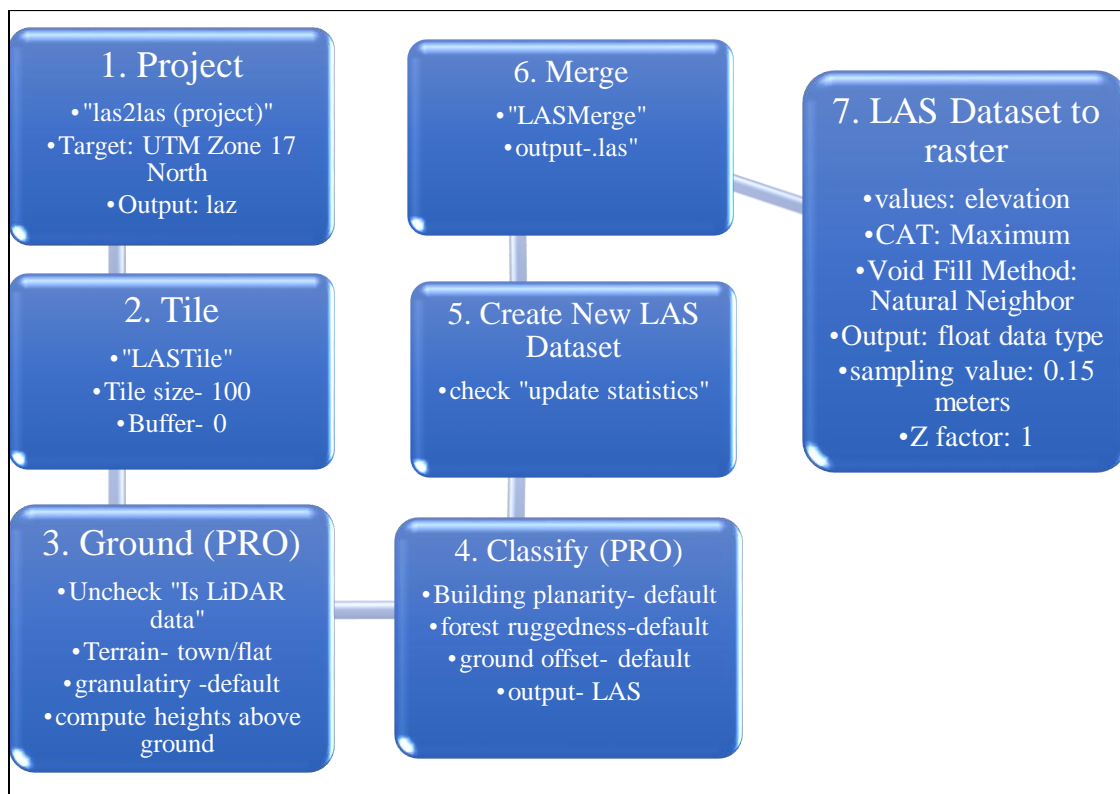 1. Project
•"las2las (project)"
•Target: UTM Zone 17
North
•Output: laz
2. Tile
•"LASTile"
•Tile size- 100
•Buffer- 0
3. Ground (PRO)
•Uncheck "Is LiDAR
data"
•Terrain- town/flat
•granulatiry -default
•compute heights above
ground
4. Classify (PRO)
•Building planarity- default
•forest ruggedness-default
•ground offset- default
•output- LAS
5. Create New LAS
Dataset
•check "update statistics"
6. Merge
•"LASMerge"
•output-.las"
7. LAS Dataset to
raster
•values: elevation
•CAT: Maximum
•Void Fill Method:
Natural Neighbor
•Output: float data type
•sampling value: 0.15
meters
•Z factor: 1